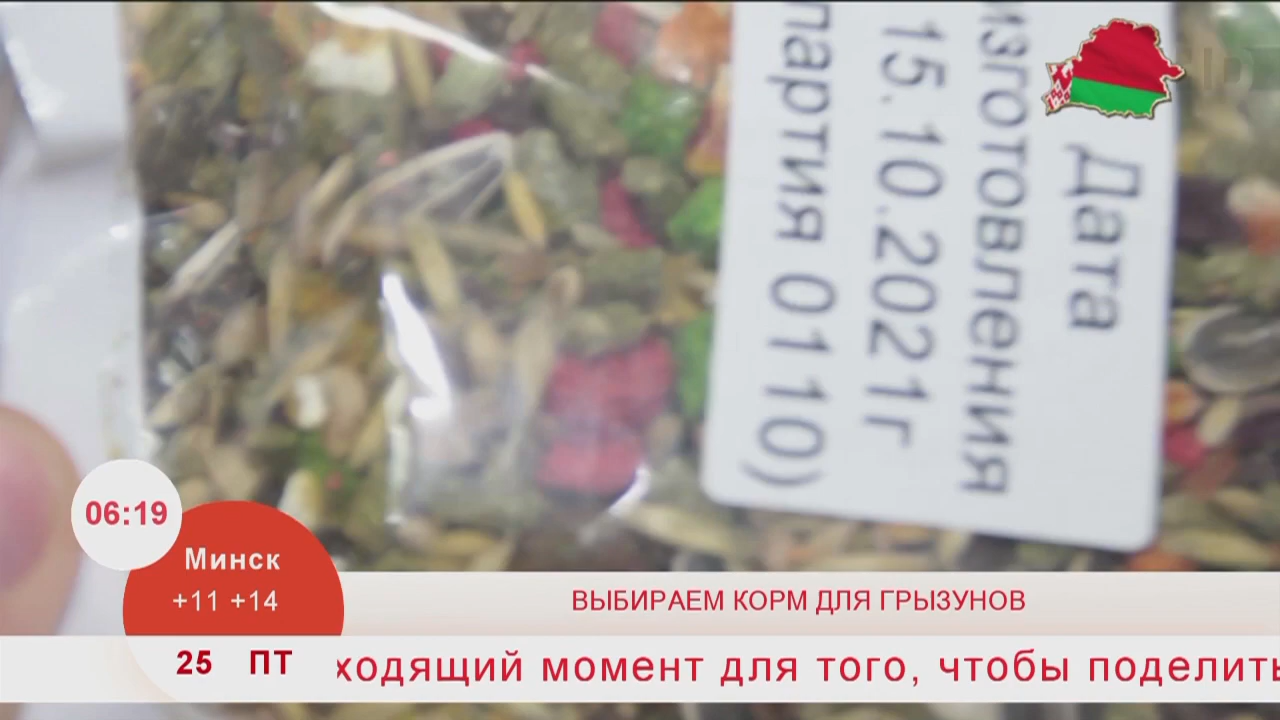 Дата
изготовления
15.10.2021г
партия 0110)
06:19
Минск
+11 +14
25 ПТ
ВЫБИРАЕМ КОРМ ДЛЯ ГРЫЗУНОВ
ходящий момент для того, чтобы поделить